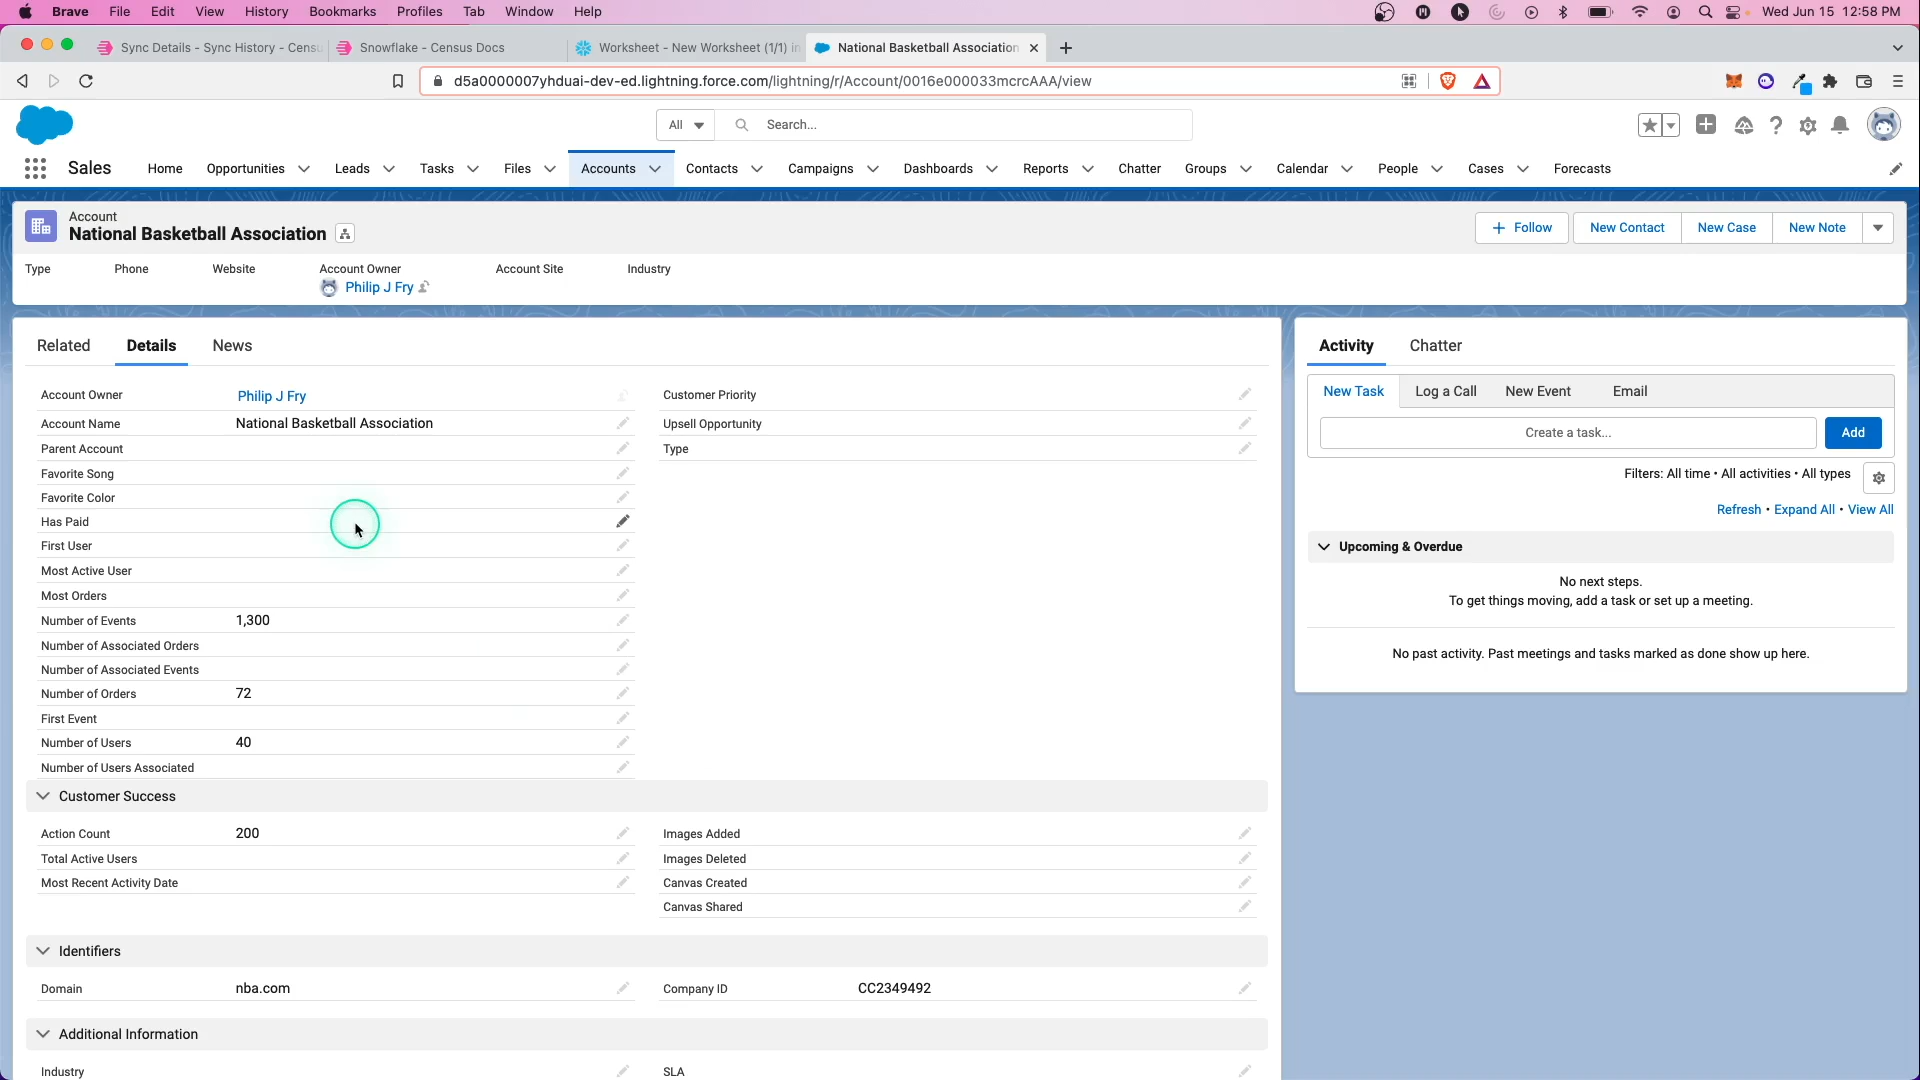 Brave File Edit View History Bookmarks Profiles Tab Window Help Wed Jun 15 12:58 PM
Sync Details - Sync History - Censu Snowflake - Census Docs Worksheet - New Worksheet (1/1) in National Basketball Association
d5a0000007yhduai-dev-ed.lightning.force.com/lightning/r/Account/0016e000033mcrcAAA/view
All Search...
Sales Home Opportunities Leads Tasks Files Accounts Contacts Campaigns Dashboards Reports Chatter Groups Calendar People Cases Forecasts
Account
National Basketball Association
Follow New Contact New Case New Note
Type Phone Website Account Owner Account Site Industry
Philip J Fry
Related Details News
Account Owner Philip J Fry
Account Name National Basketball Association
Parent Account
Favorite Song
Favorite Color
Has Paid
First User
Most Active User
Most Orders
Number of Events 1,300
Number of Associated Orders
Number of Associated Events
Number of Orders 72
First Event
Number of Users 40
Number of Users Associated
Customer Priority
Upsell Opportunity
Type
Customer Success
Action Count 200
Total Active Users
Most Recent Activity Date
Images Added
Images Deleted
Canvas Created
Canvas Shared
Identifiers
Domain nba.com
Company ID CC2349492
Additional Information
Industry
SLA
Activity Chatter
New Task Log a Call New Event Email
Create a task... Add
Filters: All time • All activities • All types
Refresh • Expand All • View All
Upcoming & Overdue
No next steps.
To get things moving, add a task or set up a meeting.
No past activity. Past meetings and tasks marked as done show up here.